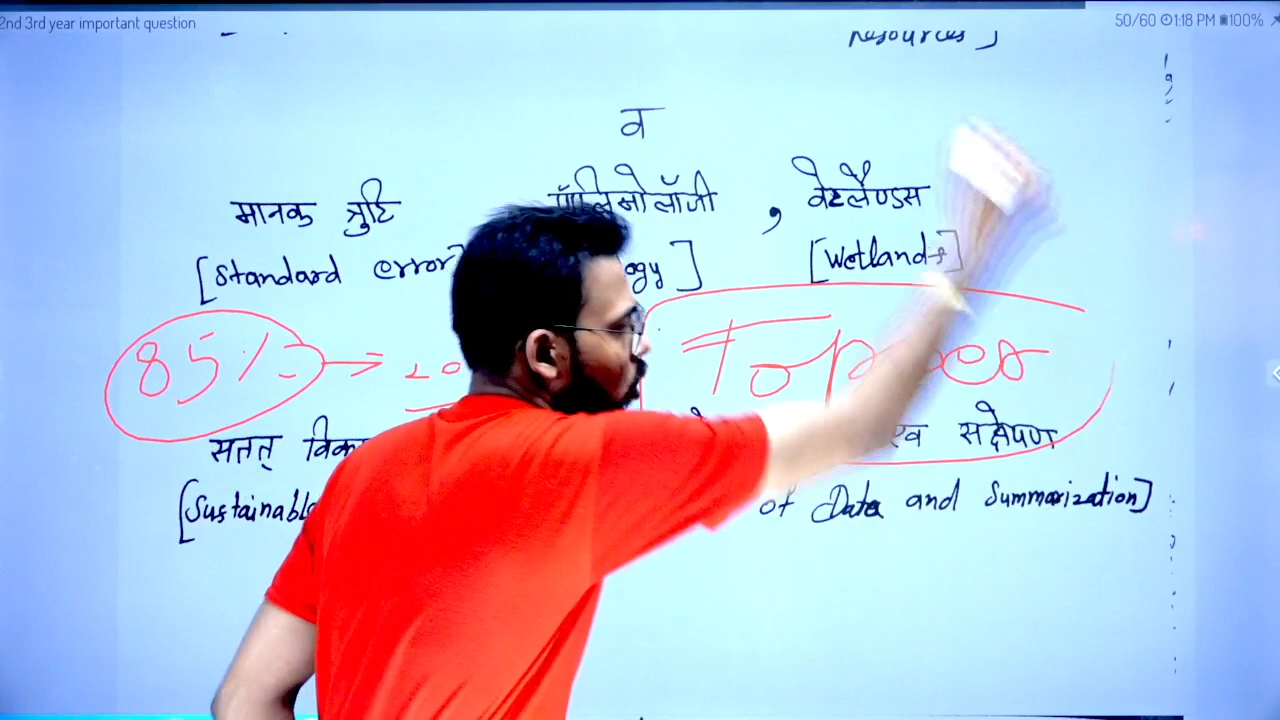 2nd 3rd year important question
50/60 1:18 PM 100%
resources
व
मानक त्रुटि पॉलिनोलॉजी , वेटलैण्डस
[Standard error] ogy] [Wetlands]
85% → Topper
सतत् संक्षेपण
[Sustainable of Data and Summarization]